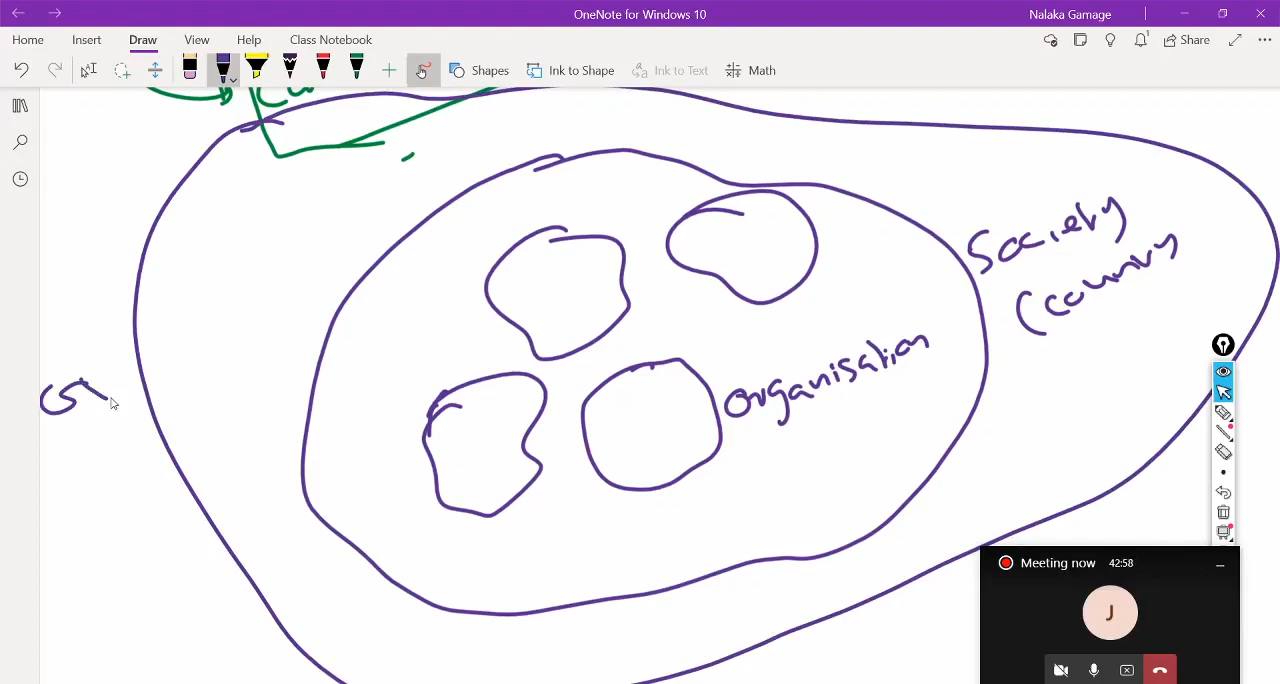 OneNote for Windows 10
Nalaka Gamage
Home Insert Draw View Help Class Notebook
Share
Shapes Ink to Shape Ink to Text Math
Society
(country
organisation
Meeting now 42:58
J